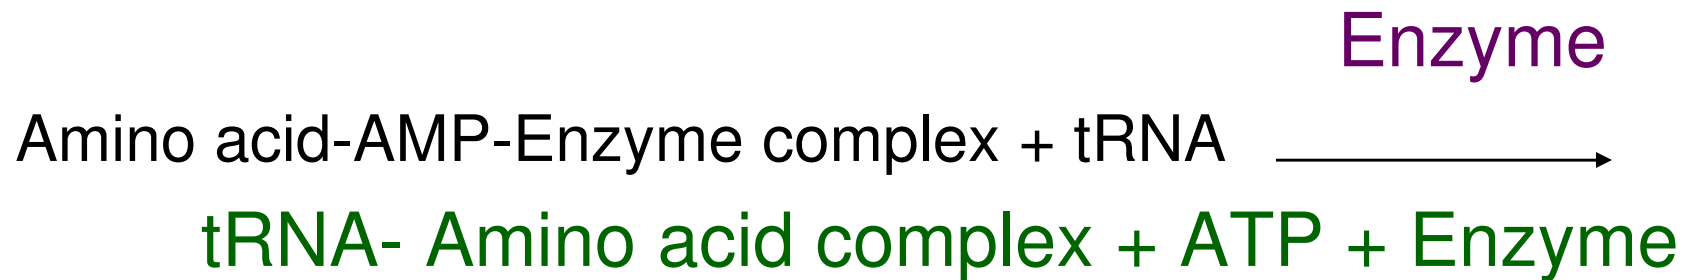 Enzyme
Amino acid-AMP-Enzyme complex + tRNA
tRNA- Amino acid complex + ATP + Enzyme